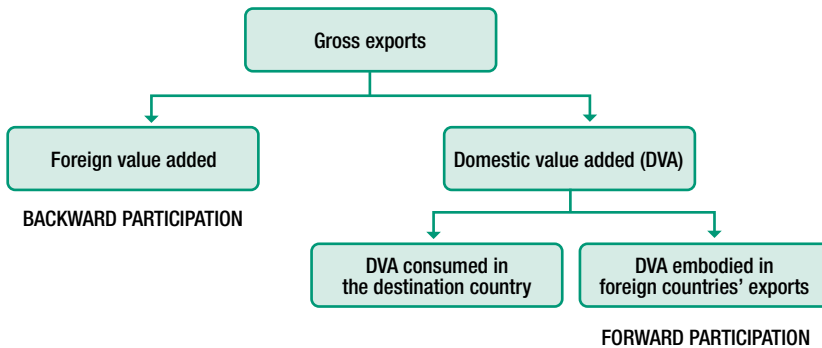 Gross exports
Foreign value added
Domestic value added (DVA)
BACKWARD PARTICIPATION
DVA consumed in
the destination country
DVA embodied in
foreign countries’ exports
FORWARD PARTICIPATION